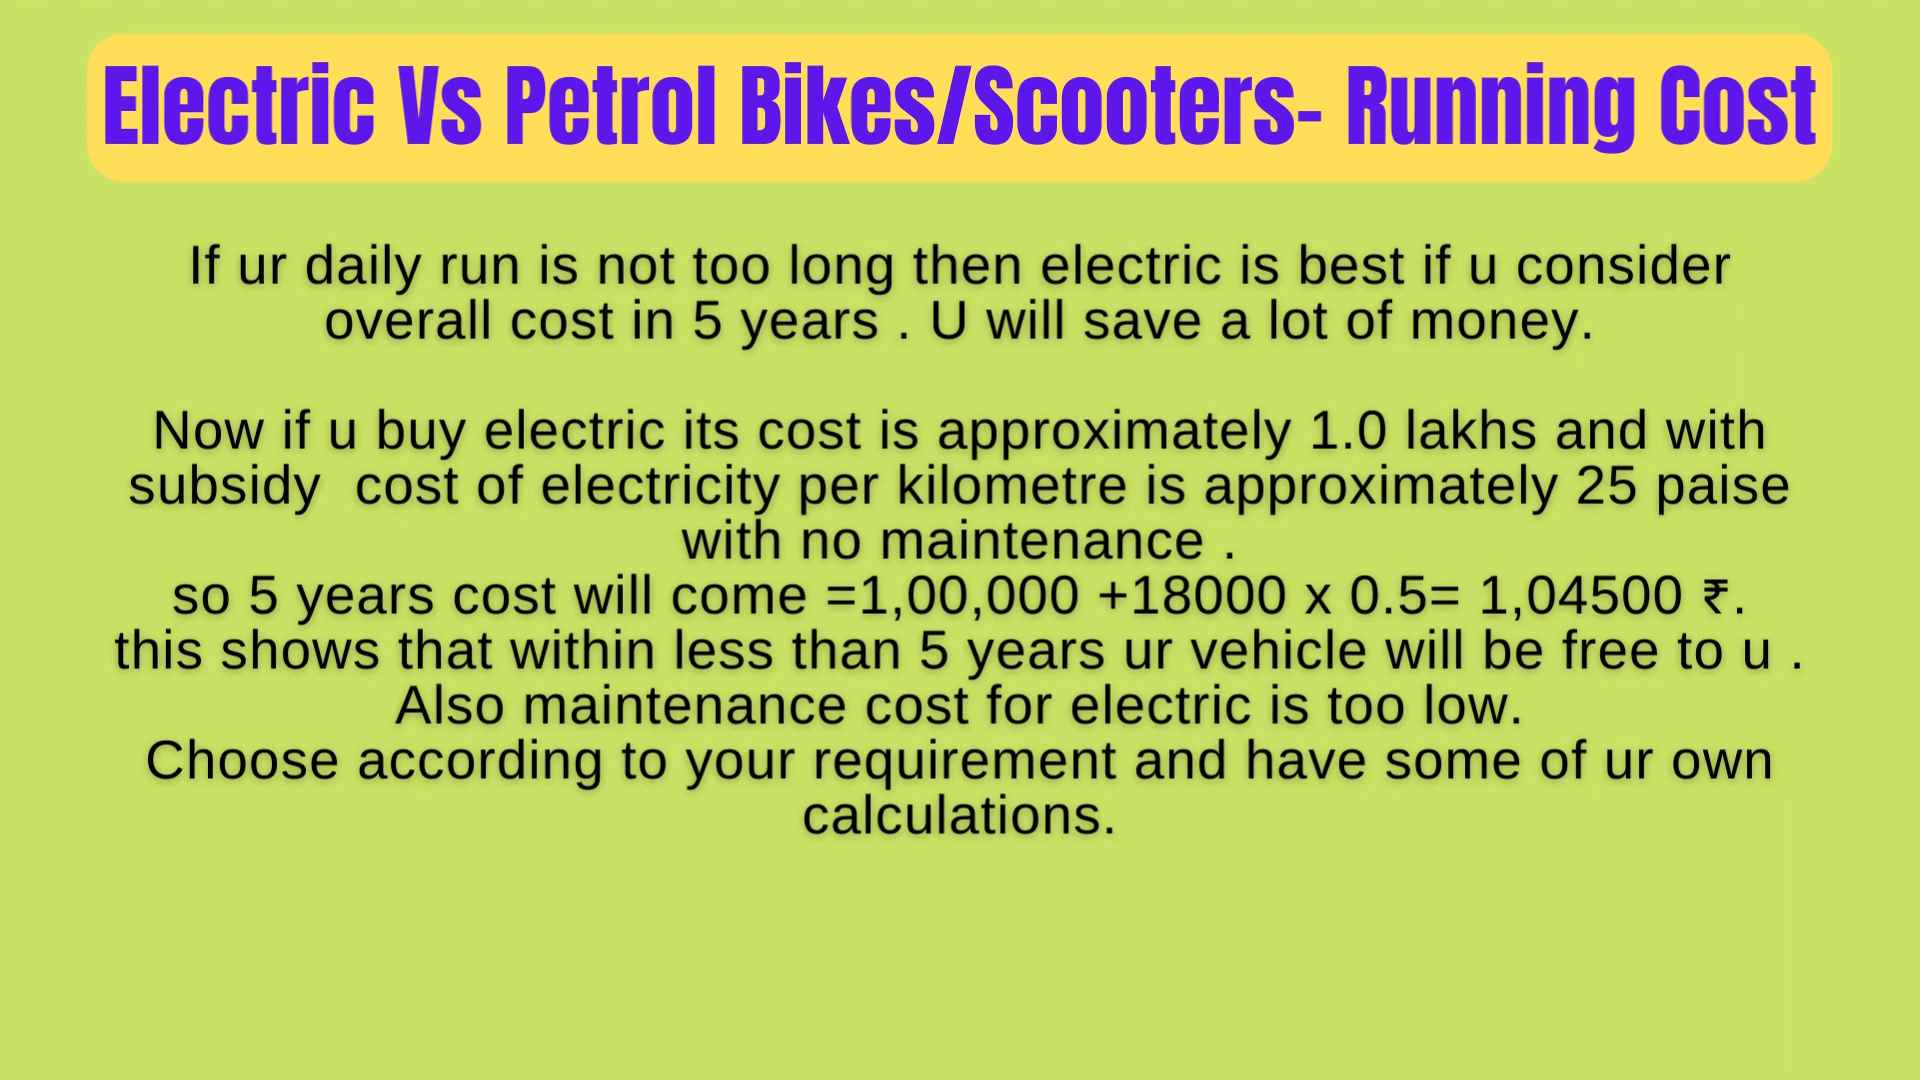 Electric Vs Petrol Bikes/Scooters- Running Cost
If ur daily run is not too long then electric is best if u consider
overall cost in 5 years . U will save a lot of money.
Now if u buy electric its cost is approximately 1.0 lakhs and with
subsidy  cost of electricity per kilometre is approximately 25 paise
with no maintenance .
so 5 years cost will come =1,00,000 +18000 x 0.5= 1,04500 ₹.
this shows that within less than 5 years ur vehicle will be free to u .
Also maintenance cost for electric is too low.
Choose according to your requirement and have some of ur own
calculations.